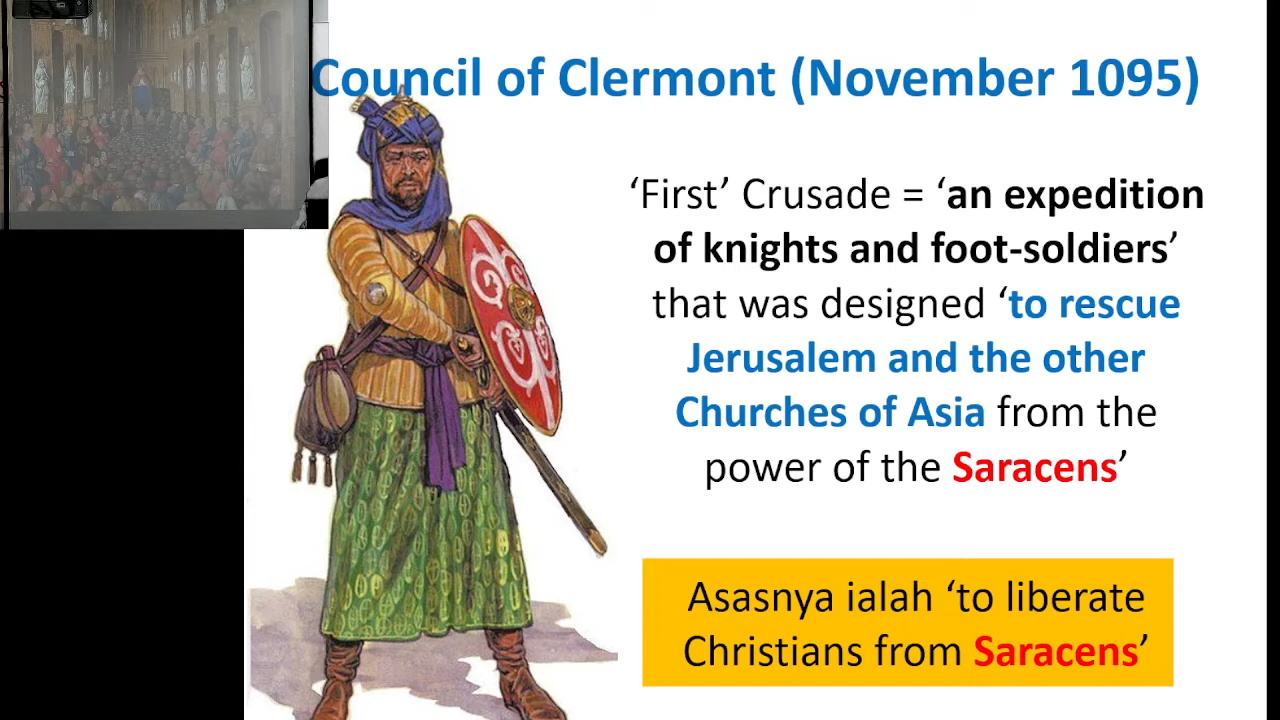 Council of Clermont (November 1095)
‘First’ Crusade = ‘an expedition
of knights and foot-soldiers’
that was designed ‘to rescue
Jerusalem and the other
Churches of Asia from the
power of the Saracens’
Asasnya ialah ‘to liberate
Christians from Saracens’